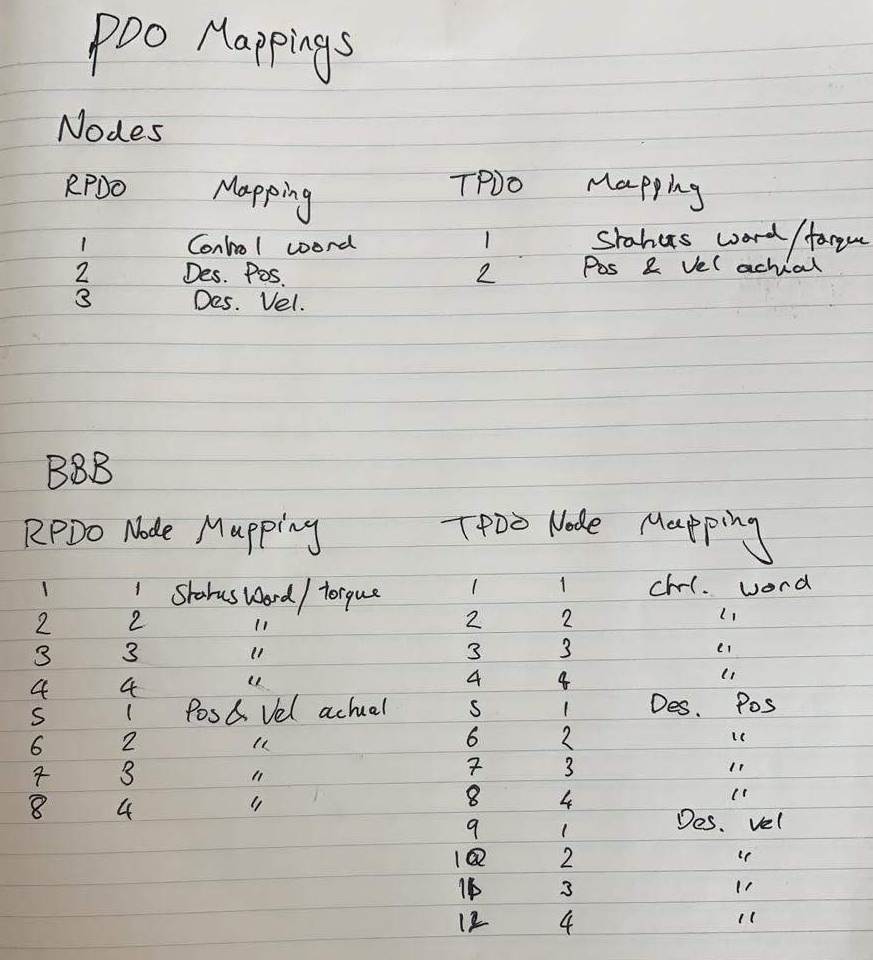 PDO Mappings
Nodes
RPDO Mapping TPDO Mapping
1 Control word 1 Status word/torque
2 Des. Pos. 2 Pos & Vel actual
3 Des. Vel.
BBB
RPDO Node Mapping TPDO Node Mapping
1 1 Status Word/torque 1 1 Ctrl. word
2 2 " 2 2 "
3 3 " 3 3 "
4 4 " 4 4 "
5 1 Pos & Vel actual 5 1 Des. Pos
6 2 " 6 2 "
7 3 " 7 3 "
8 4 " 8 4 "
9 1 Des. vel
10 2 "
11 3 "
12 4 "